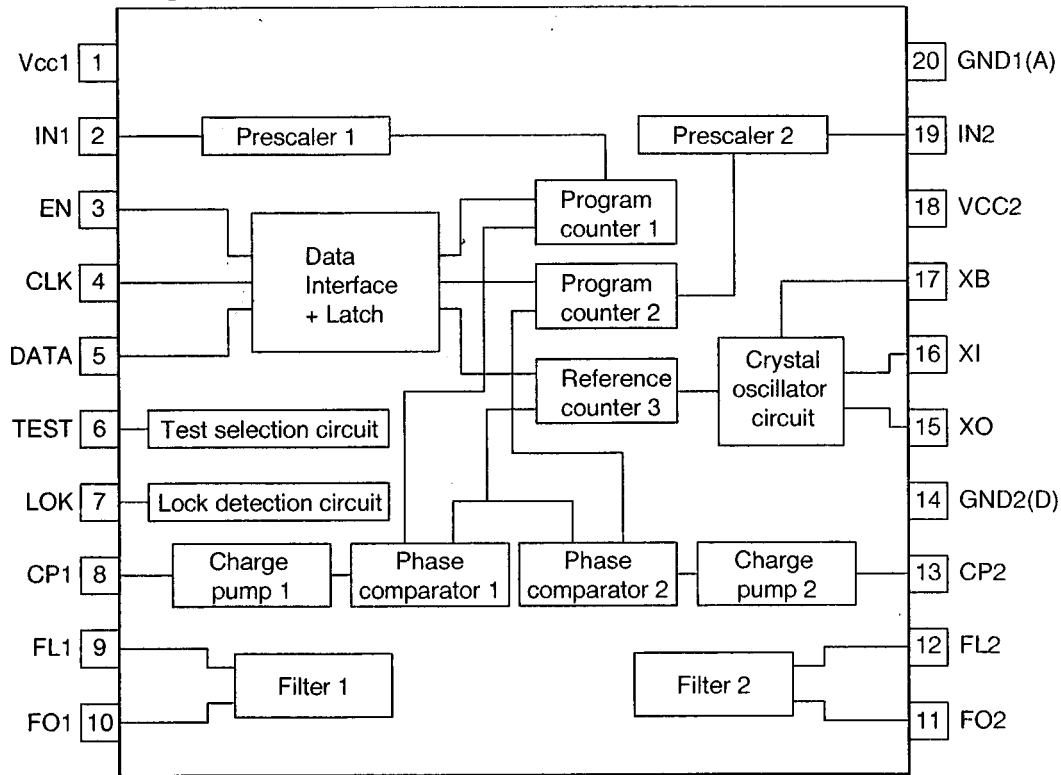 Vcc1 1
20 GND1(A)
IN1 2
Prescaler 1
Prescaler 2
19 IN2
EN 3
Program
counter 1
18 VCC2
Data
Interface
+ Latch
CLK 4
Program
counter 2
17 XB
DATA 5
Reference
counter 3
Crystal
oscillator
circuit
16 XI
TEST 6
Test selection circuit
15 XO
LOK 7
Lock detection circuit
14 GND2(D)
CP1 8
Charge
pump 1
Phase
comparator 1
Phase
comparator 2
Charge
pump 2
13 CP2
FL1 9
Filter 1
Filter 2
12 FL2
FO1 10
11 FO2